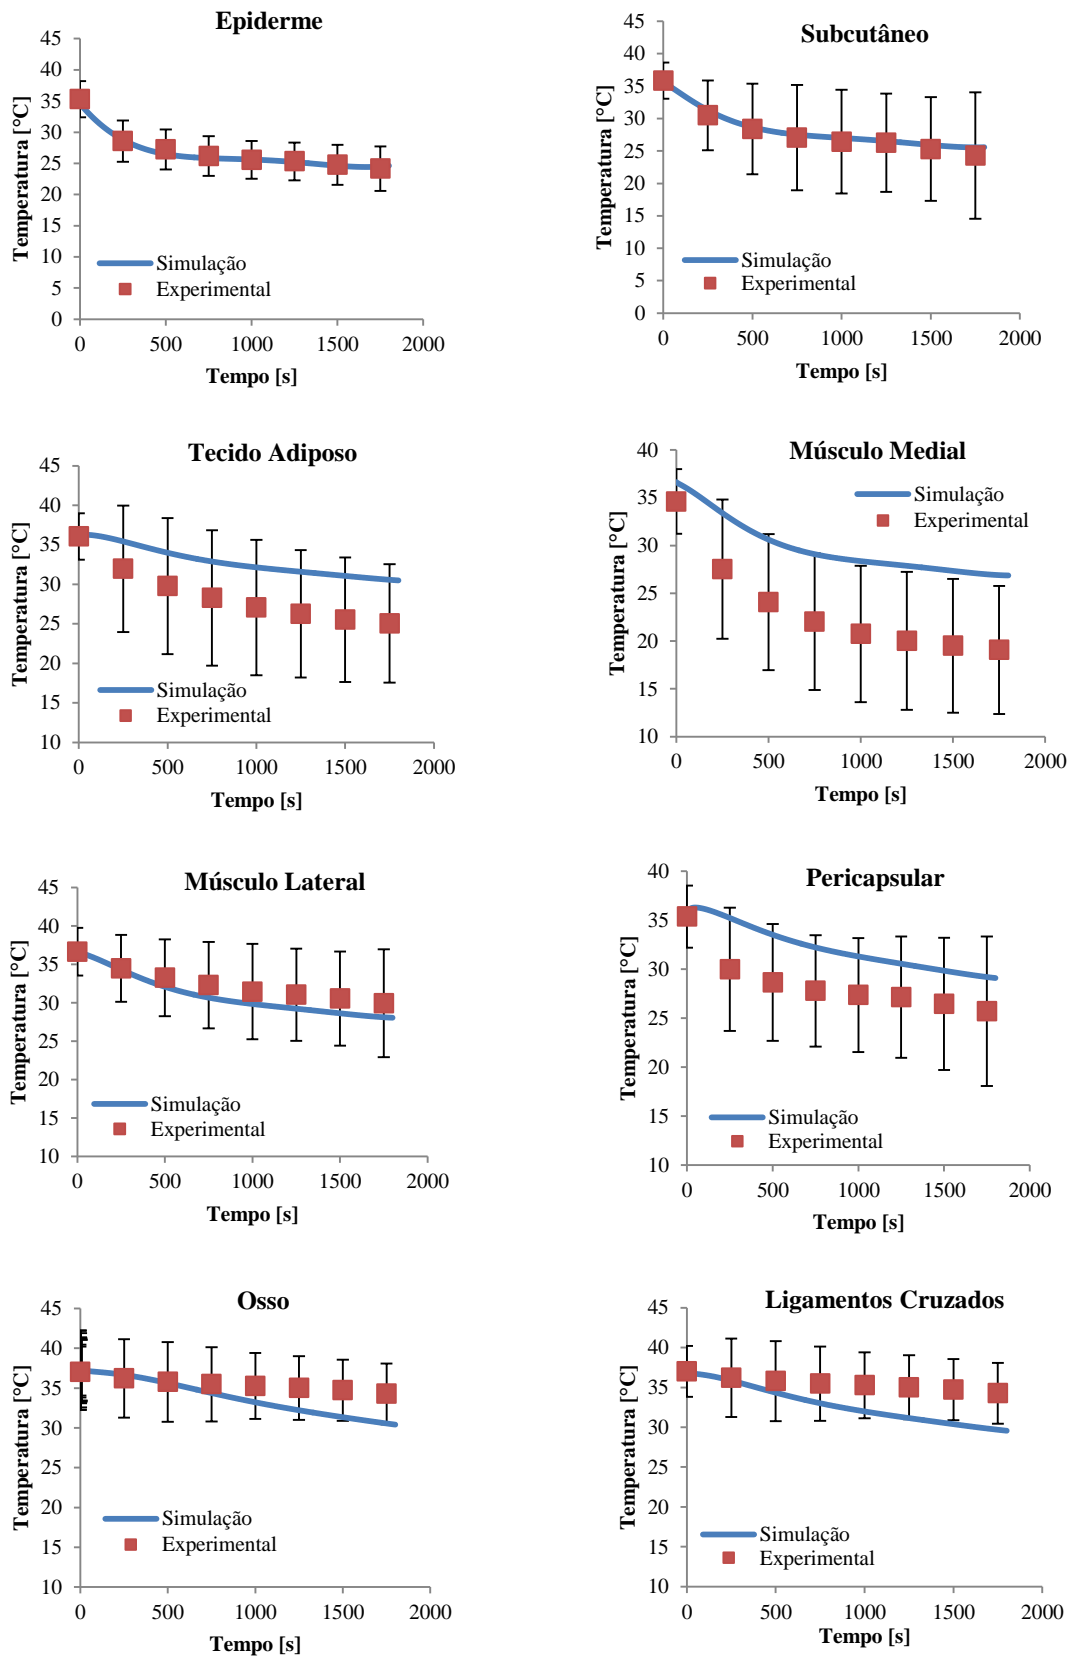 Epiderme
Temperatura [°C]
45
40
35
30
25
20
15
10
5
0
Simulação
Experimental
0 500 1000 1500 2000
Tempo [s]
Subcutâneo
Temperatura [°C]
45
40
35
30
25
20
15
10
5
0
Simulação
Experimental
0 500 1000 1500 2000
Tempo [s]
Tecido Adiposo
Temperatura [°C]
45
40
35
30
25
20
15
10
Simulação
Experimental
0 500 1000 1500 2000
Tempo [s]
Músculo Medial
Temperatura [°C]
40
35
30
25
20
15
10
Simulação
Experimental
0 500 1000 1500 2000
Tempo [s]
Músculo Lateral
Temperatura [°C]
45
40
35
30
25
20
15
10
Simulação
Experimental
0 500 1000 1500 2000
Tempo [s]
Pericapsular
Temperatura [°C]
40
35
30
25
20
15
10
Simulação
Experimental
0 500 1000 1500 2000
Tempo [s]
Osso
Temperatura [°C]
45
40
35
30
25
20
15
10
Simulação
Experimental
0 500 1000 1500 2000
Tempo [s]
Ligamentos Cruzados
Temperatura [°C]
45
40
35
30
25
20
15
10
Simulação
Experimental
0 500 1000 1500 2000
Tempo [s]